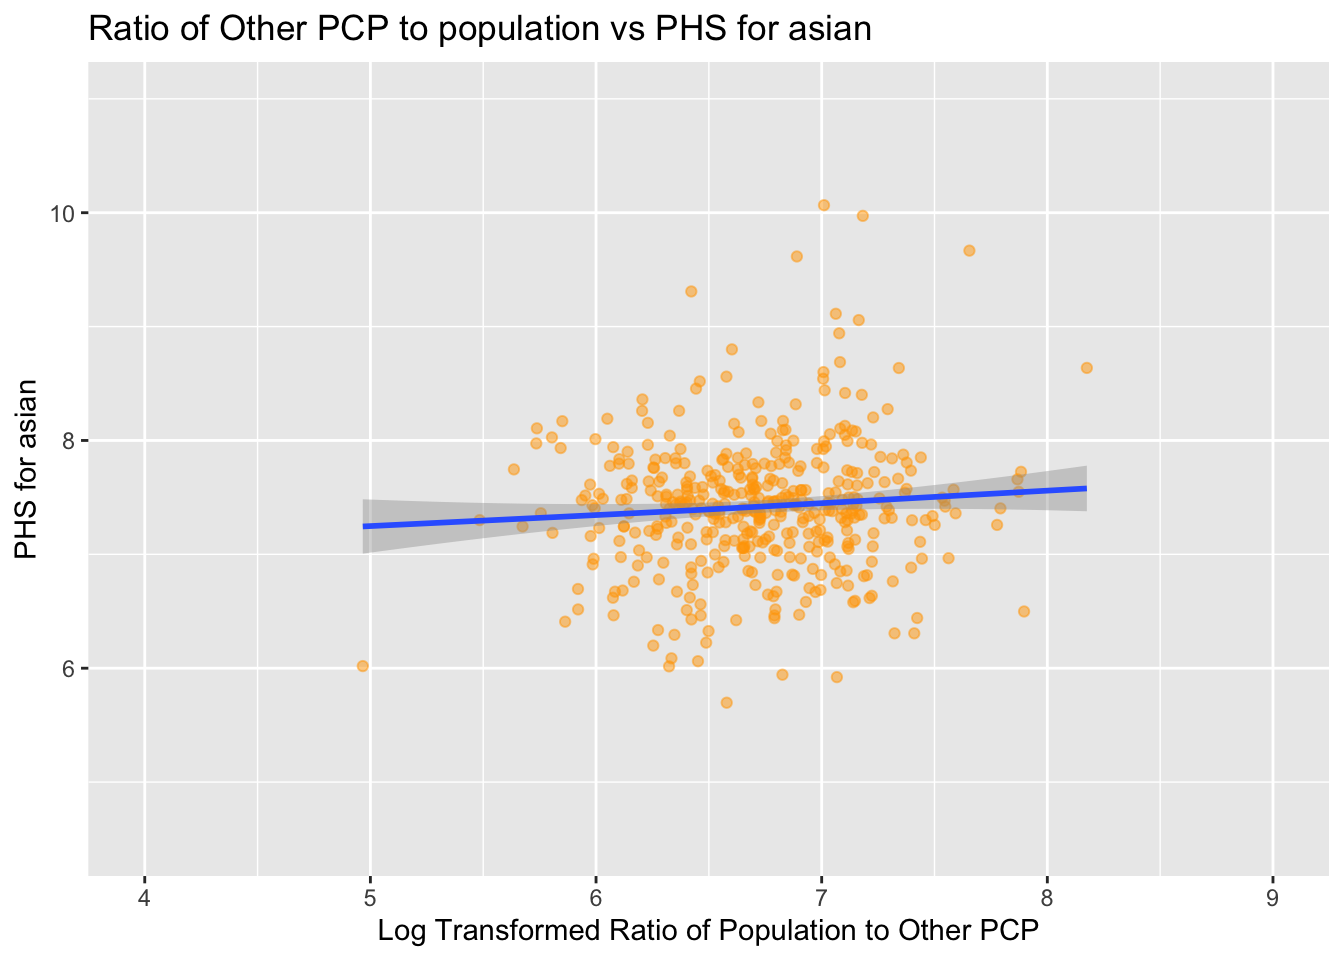 Ratio of Other PCP to population vs PHS for asian
PHS for asian
10
8
6
4 5 6 7 8 9
Log Transformed Ratio of Population to Other PCP